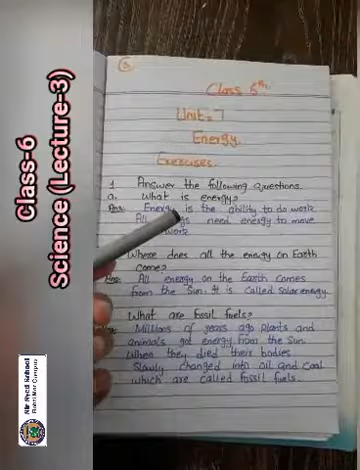 Class-6
Science (Lecture-3)
Sir Syed School
Class 5th
Unit = 7
Energy
Exercises.
1 Answer the following questions.
a. What is energy?
Ans: Energy is the ability to do work
All need energy to move
work
Where does all the energy on Earth
come?
Ans: All energy on the Earth comes
from the Sun. It is called solar energy.
What are fossil fuels?
Millions of years ago plants and
animals got energy from the Sun.
When they died their bodies
slowly changed into oil and coal
which are called fossil fuels.